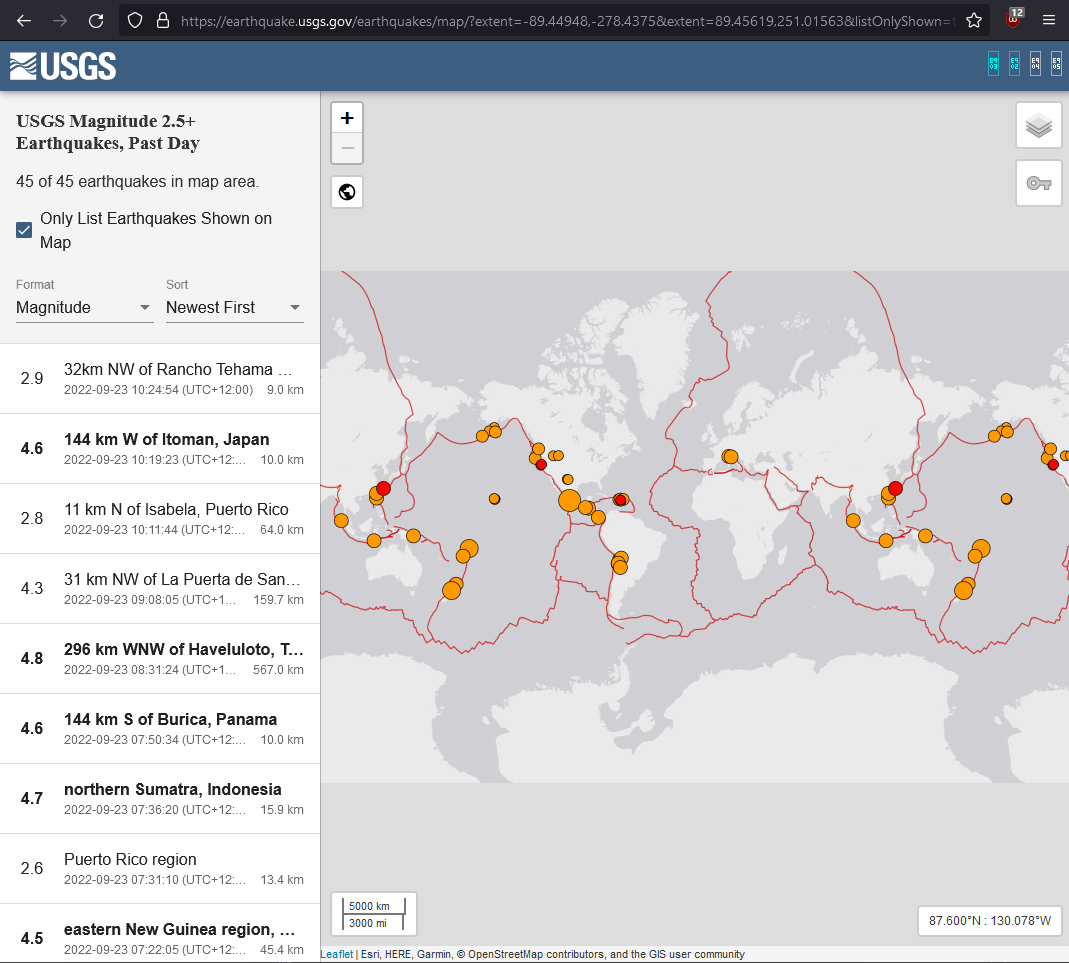 12
https://earthquake.usgs.gov/earthquakes/map/?extent=-89.44948,-278.4375&extent=89.45619,251.01563&listOnlyShown=
USGS
USGS Magnitude 2.5+
Earthquakes, Past Day
45 of 45 earthquakes in map area.
Only List Earthquakes Shown on
Map
Format
Sort
Magnitude
Newest First
2.9
32km NW of Rancho Tehama ...
2022-09-23 10:24:54 (UTC+12:00)
9.0 km
4.6
144 km W of Itoman, Japan
2022-09-23 10:19:23 (UTC+12:...
10.0 km
2.8
11 km N of Isabela, Puerto Rico
2022-09-23 10:11:44 (UTC+12:...
64.0 km
4.3
31 km NW of La Puerta de San...
2022-09-23 09:08:05 (UTC+1...
159.7 km
4.8
296 km WNW of Haveluloto, T...
2022-09-23 08:31:24 (UTC+1...
567.0 km
4.6
144 km S of Burica, Panama
2022-09-23 07:50:34 (UTC+12:...
10.0 km
4.7
northern Sumatra, Indonesia
2022-09-23 07:36:20 (UTC+12:...
15.9 km
2.6
Puerto Rico region
2022-09-23 07:31:10 (UTC+12:...
13.4 km
4.5
eastern New Guinea region, ...
2022-09-23 07:22:05 (UTC+12:...
45.4 km
+
−
5000 km
3000 mi
87.600°N : 130.078°W
Leaflet | Esri, HERE, Garmin, © OpenStreetMap contributors, and the GIS user community